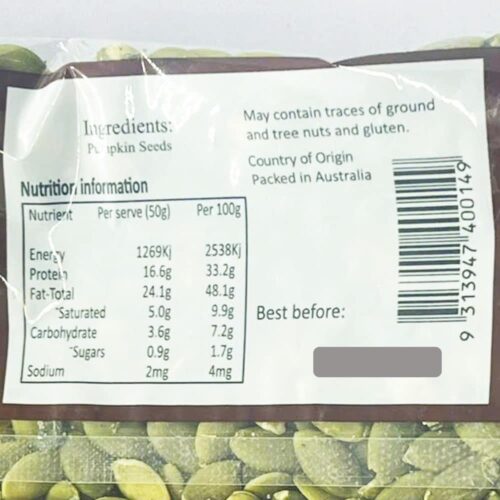 Ingredients:
Pumpkin Seeds
May contain traces of ground
and tree nuts and gluten.
Country of Origin
Packed in Australia
Nutrition information
Nutrient Per serve (50g) Per 100g
Energy 1269Kj 2538Kj
Protein 16.6g 33.2g
Fat-Total 24.1g 48.1g
~Saturated 5.0g 9.9g
Carbohydrate 3.6g 7.2g
~Sugars 0.9g 1.7g
Sodium 2mg 4mg
Best before:
9 313947 400149